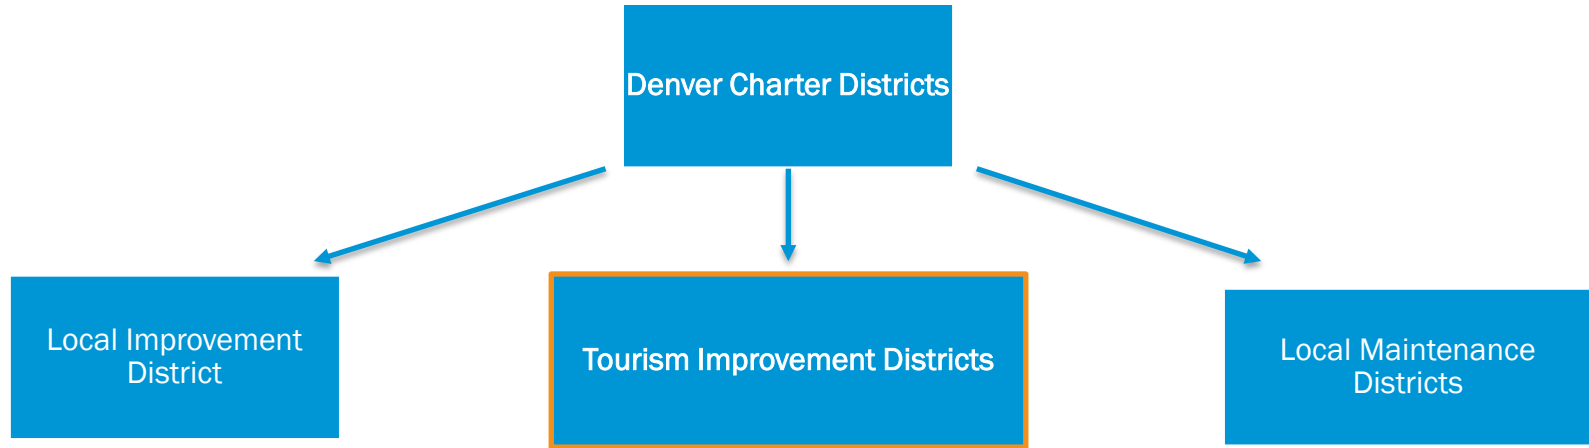 Denver Charter Districts
Local Improvement
District
Tourism Improvement Districts
Local Maintenance
Districts